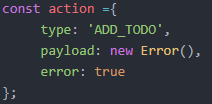 const action ={
    type: 'ADD_TODO',
    payload: new Error(),
    error: true
};